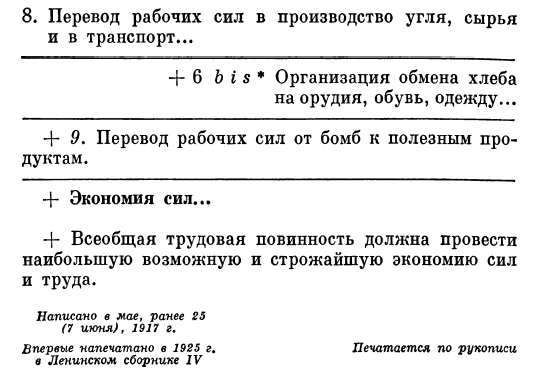 8. Перевод рабочих сил в производство угля, сырья
и в транспорт...
+ 6 bis* Организация обмена хлеба
на орудия, обувь, одежду...
+ 9. Перевод рабочих сил от бомб к полезным про-
дуктам.
+ Экономия сил...
+ Всеобщая трудовая повинность должна провести
наибольшую возможную и строжайшую экономию сил
и труда.
Написано в мае, ранее 25
(7 июня), 1917 г.
Впервые напечатано в 1925 г.
в Ленинском сборнике IV
Печатается по рукописи